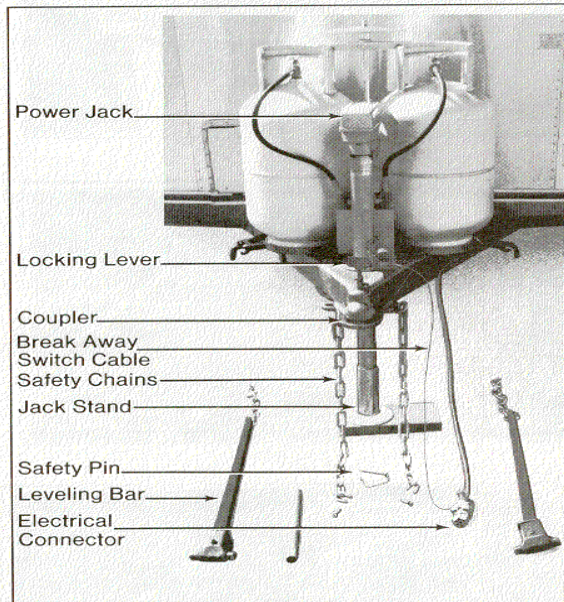 Power Jack
Locking Lever
Coupler
Break Away
Switch Cable
Safety Chains
Jack Stand
Safety Pin
Leveling Bar
Electrical
Connector